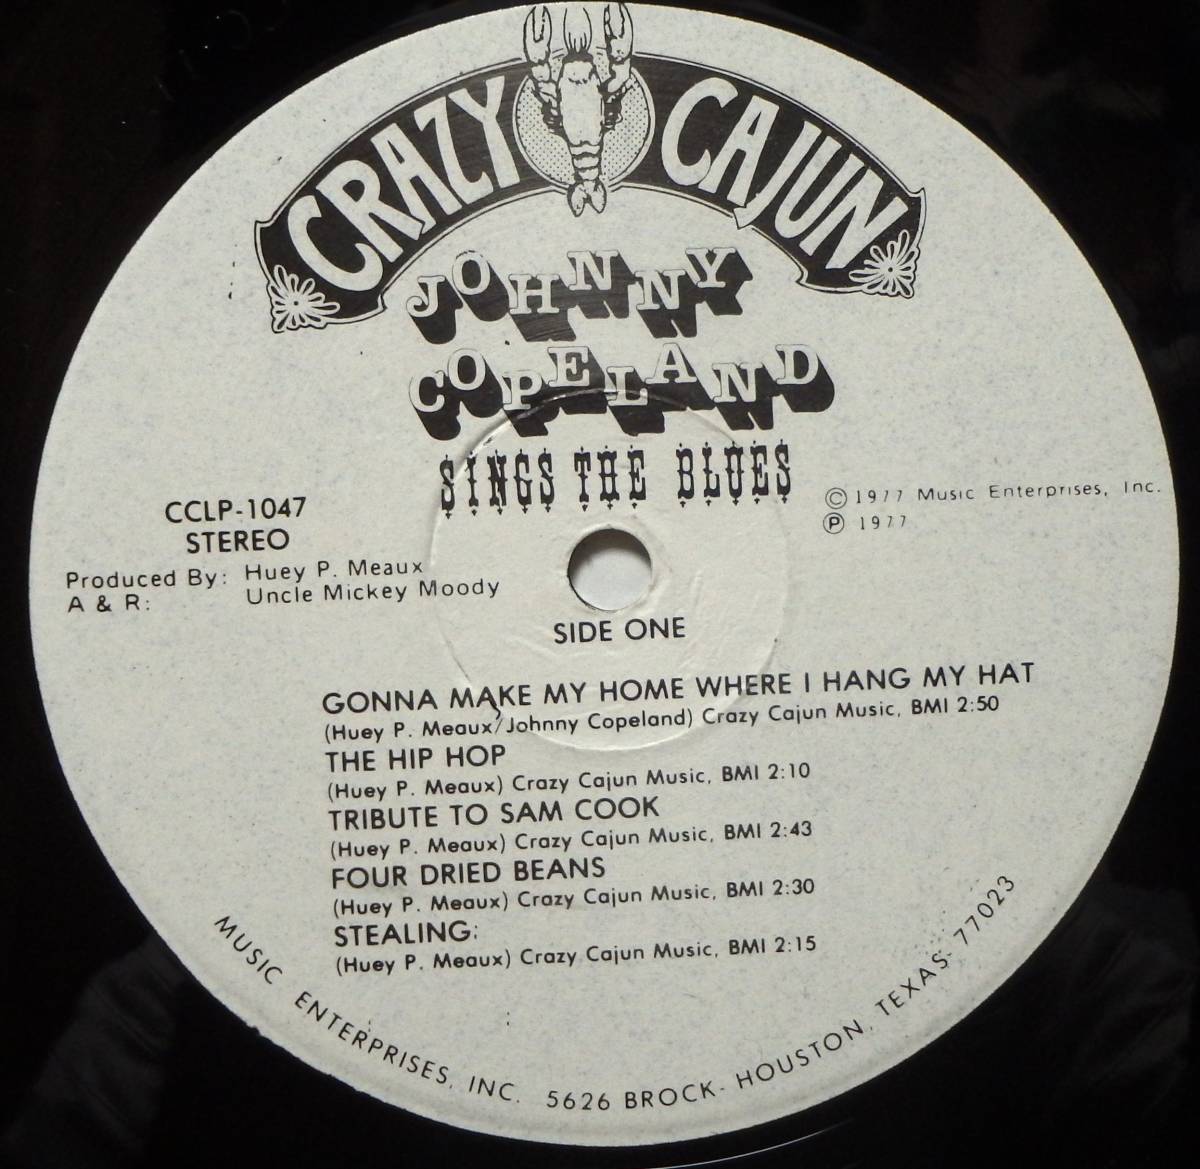 CRAZY CAJUN
JOHNNY
COPELAND
SINGS THE BLUES
CCLP-1047
STEREO
Produced By: Huey P. Meaux
A & R: Uncle Mickey Moody
© 1977 Music Enterprises, Inc.
℗ 1977
SIDE ONE
GONNA MAKE MY HOME WHERE I HANG MY HAT
(Huey P. Meaux/Johnny Copeland) Crazy Cajun Music, BMI 2:50
THE HIP HOP
(Huey P. Meaux) Crazy Cajun Music, BMI 2:10
TRIBUTE TO SAM COOK
(Huey P. Meaux) Crazy Cajun Music, BMI 2:43
FOUR DRIED BEANS
(Huey P. Meaux) Crazy Cajun Music, BMI 2:30
STEALING:
(Huey P. Meaux) Crazy Cajun Music, BMI 2:15
MUSIC ENTERPRISES, INC. 5626 BROCK- HOUSTON, TEXAS- 77023